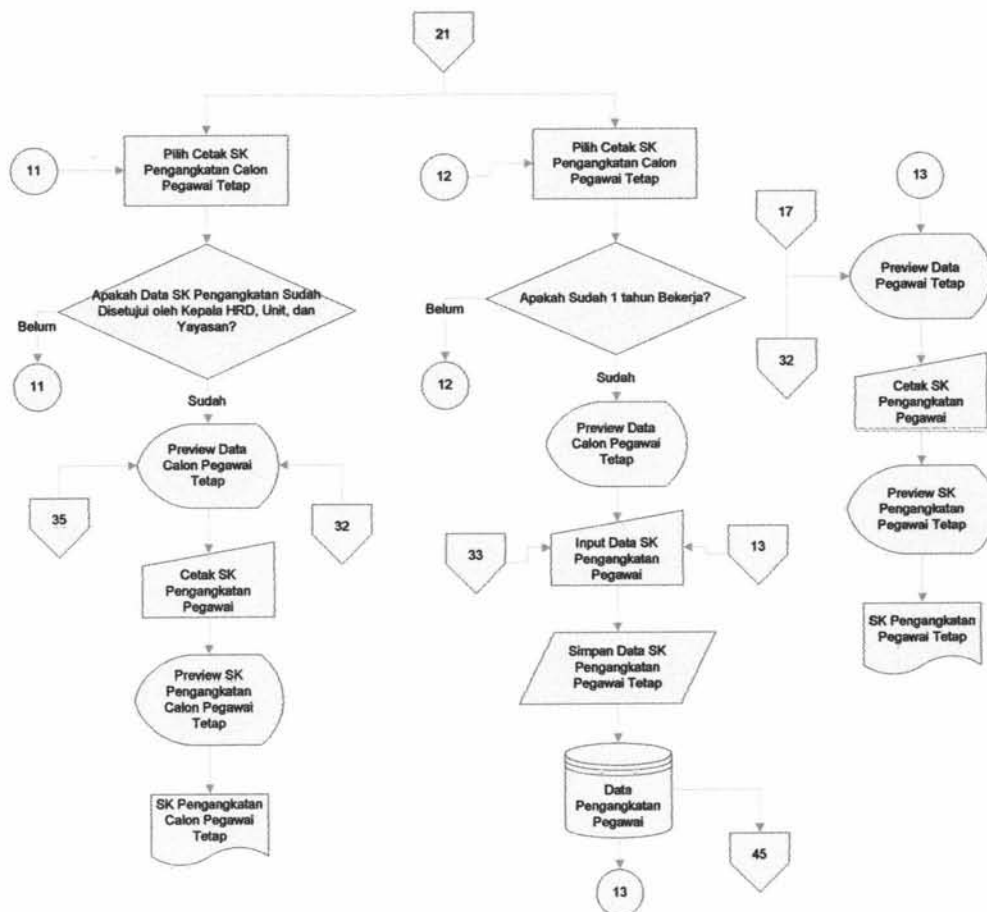 21
11
Pilih Cetak SK
Pengangkatan Calon
Pegawai Tetap
Apakah Data SK Pengangkatan Sudah
Disetujui oleh Kepala HRD, Unit, dan
Yayasan?
Belum
11
Sudah
Preview Data
Calon Pegawai
Tetap
35
32
Cetak SK
Pengangkatan
Pegawai
Preview SK
Pengangkatan
Calon Pegawai
Tetap
SK Pengangkatan
Calon Pegawai
Tetap
12
Pilih Cetak SK
Pengangkatan Calon
Pegawai Tetap
Apakah Sudah 1 tahun Bekerja?
Belum
12
Sudah
Preview Data
Calon Pegawai
Tetap
33
Input Data SK
Pengangkatan
Pegawai
13
Simpan Data SK
Pengangkatan
Pegawai Tetap
Data
Pengangkatan
Pegawai
45
13
17
32
13
Preview Data
Pegawai Tetap
Cetak SK
Pengangkatan
Pegawai
Preview SK
Pengangkatan
Pegawai Tetap
SK Pengangkatan
Pegawai Tetap